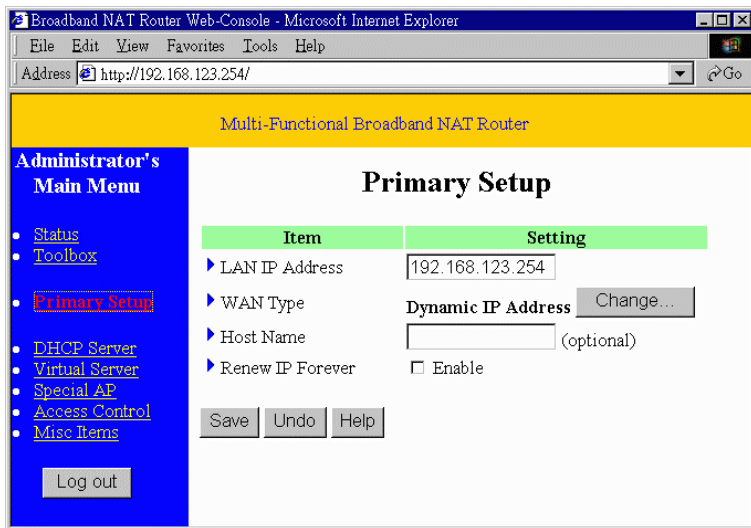 Broadband NAT Router Web-Console - Microsoft Internet Explorer
File Edit View Favorites Tools Help
Address http://192.168.123.254/ Go
Multi-Functional Broadband NAT Router
Administrator's
Main Menu
Status
Toolbox
Primary Setup
DHCP Server
Virtual Server
Special AP
Access Control
Misc Items
Log out
Primary Setup
Item Setting
LAN IP Address 192.168.123.254
WAN Type Dynamic IP Address Change...
Host Name (optional)
Renew IP Forever Enable
Save Undo Help